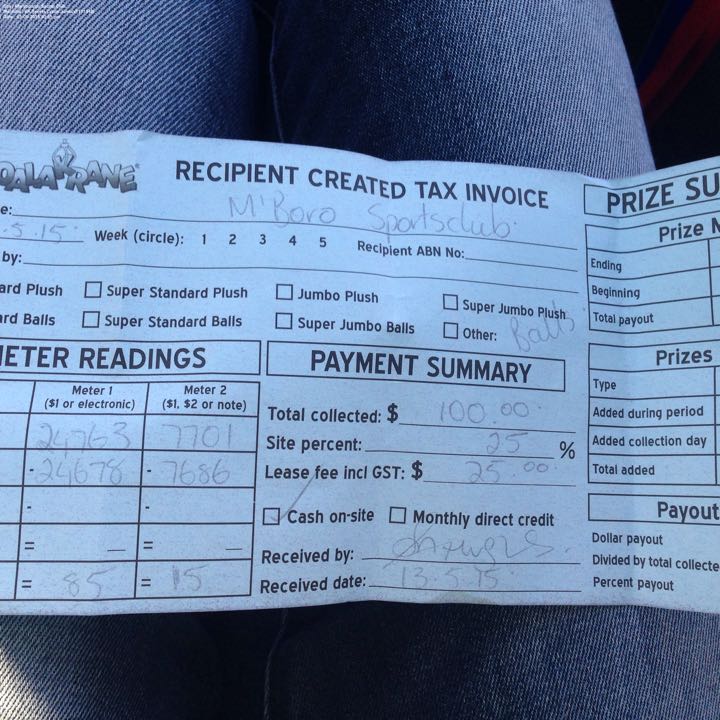 OALA KRANE
RECIPIENT CREATED TAX INVOICE
e: M'Boro Sportsclub
.5.15 Week (circle): 1 2 3 4 5 Recipient ABN No:
by:
ard Plush Super Standard Plush Jumbo Plush Super Jumbo Plush
ard Balls Super Standard Balls Super Jumbo Balls Other: Balls
METER READINGS
Meter 1 Meter 2
($1 or electronic) ($1, $2 or note)
24763 7701
- 24678 - 7686
- -
= — = —
= 85 = 15
PAYMENT SUMMARY
Total collected: $ 100.00
Site percent: 25 %
Lease fee incl GST: $ 25.00
Cash on-site Monthly direct credit
Received by:
Received date: 13.5.15
PRIZE SU
Prize M
Ending
Beginning
Total payout
Prizes
Type
Added during period
Added collection day
Total added
Payout
Dollar payout
Divided by total collecte
Percent payout